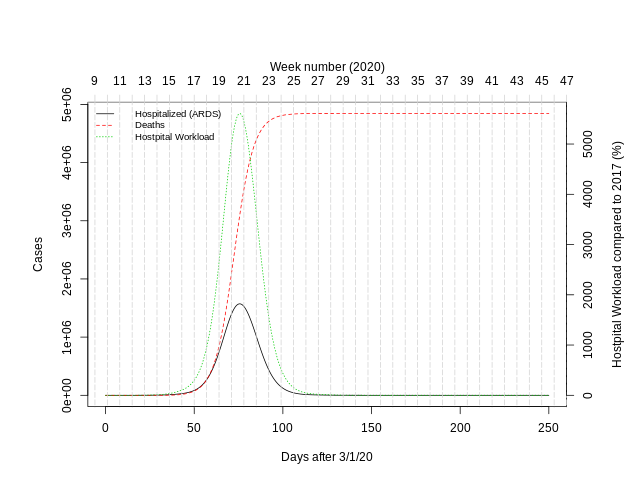 Week number (2020)
9 11 13 15 17 19 21 23 25 27 29 31 33 35 37 39 41 43 45 47
Hospitalized (ARDS)
Deaths
Hostpital Workload
Cases
0e+00 1e+06 2e+06 3e+06 4e+06 5e+06
0 1000 2000 3000 4000 5000
Hostpital Workload compared to 2017 (%)
0 50 100 150 200 250
Days after 3/1/20